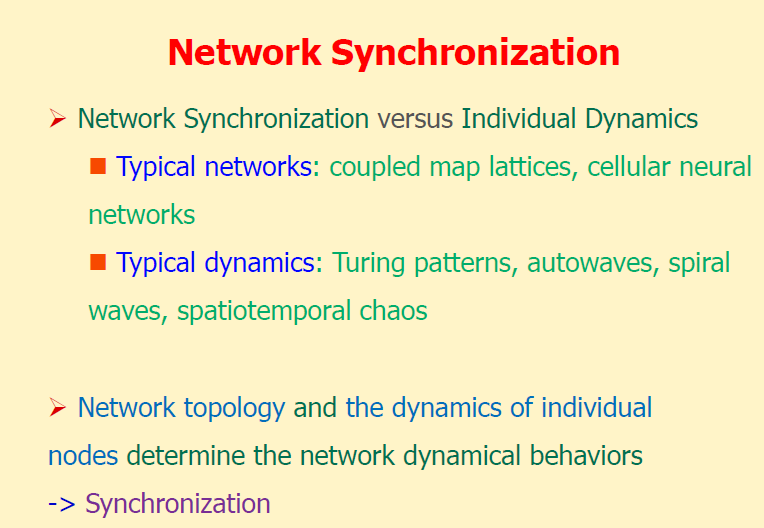 Network Synchronization
Network Synchronization versus Individual Dynamics
Typical networks: coupled map lattices, cellular neural
networks
Typical dynamics: Turing patterns, autowaves, spiral
waves, spatiotemporal chaos
Network topology and the dynamics of individual
nodes determine the network dynamical behaviors
-> Synchronization